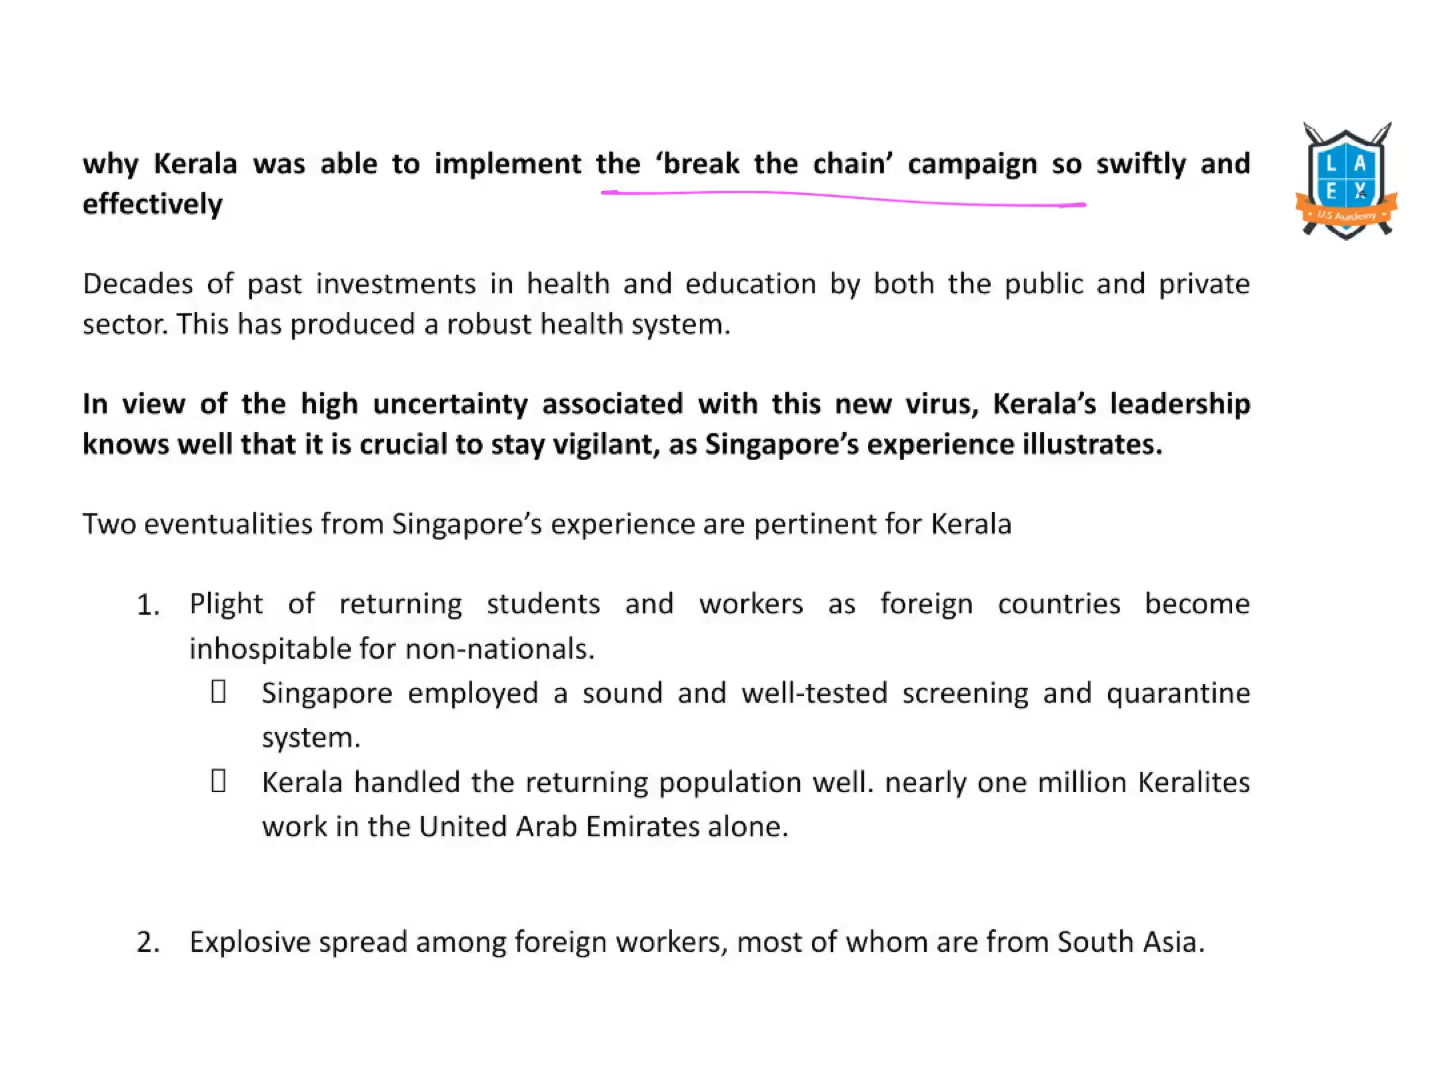 why Kerala was able to implement the ‘break the chain’ campaign so swiftly and
effectively
L A
E X
U.S Academy
Decades of past investments in health and education by both the public and private
sector. This has produced a robust health system.
In view of the high uncertainty associated with this new virus, Kerala’s leadership
knows well that it is crucial to stay vigilant, as Singapore’s experience illustrates.
Two eventualities from Singapore’s experience are pertinent for Kerala
1. Plight of returning students and workers as foreign countries become
inhospitable for non-nationals.
Singapore employed a sound and well-tested screening and quarantine
system.
Kerala handled the returning population well. nearly one million Keralites
work in the United Arab Emirates alone.
2. Explosive spread among foreign workers, most of whom are from South Asia.